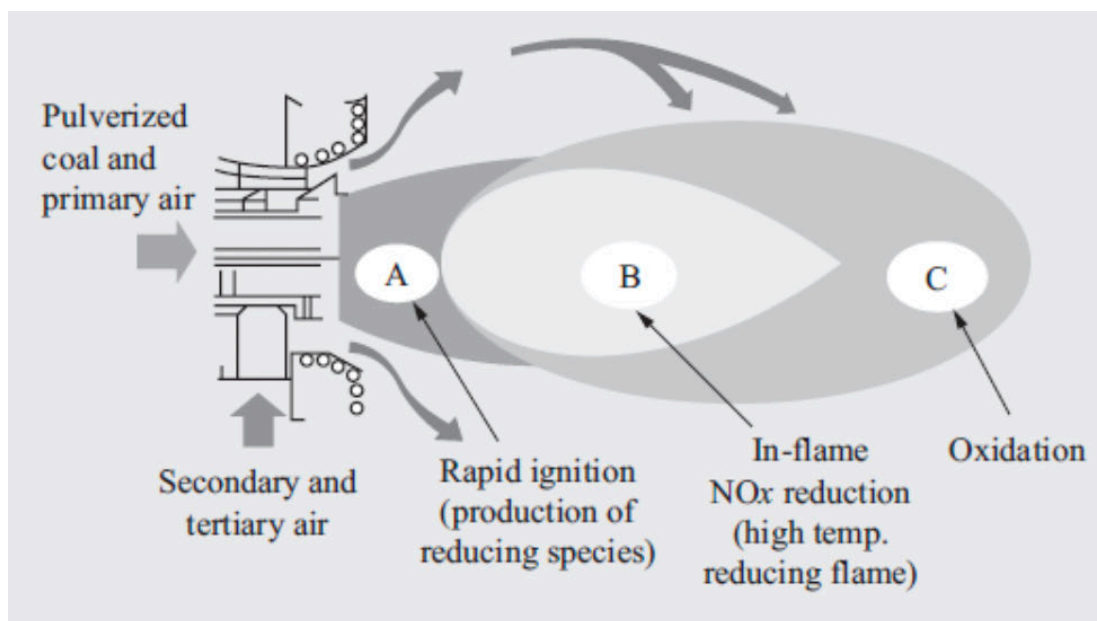 Pulverized
coal and
primary air
A
B
C
Secondary and
tertiary air
Rapid ignition
(production of
reducing species)
In-flame
NOx reduction
(high temp.
reducing flame)
Oxidation